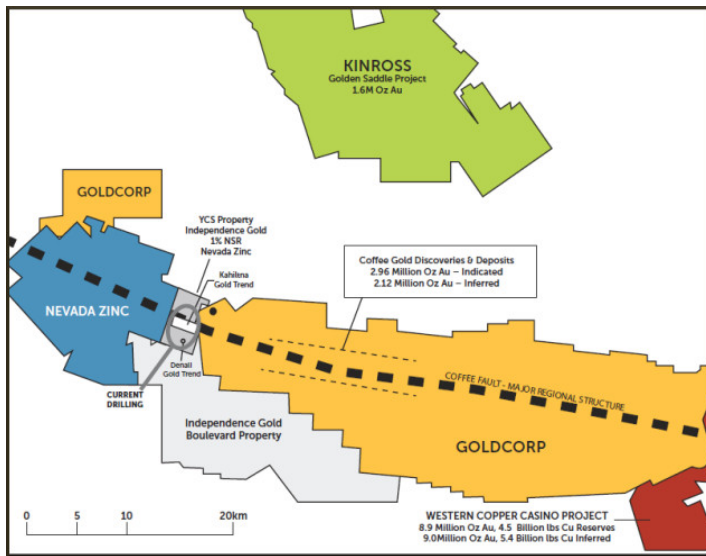 KINROSS
Golden Saddle Project
1.6M Oz Au
GOLDCORP
YCS Property
Independence Gold
1% NSR
Nevada Zinc
Kahiltna
Gold Trend
Coffee Gold Discoveries & Deposits
2.96 Million Oz Au – Indicated
2.12 Million Oz Au – Inferred
NEVADA ZINC
Denali
Gold Trend
CURRENT
DRILLING
COFFEE FAULT - MAJOR REGIONAL STRUCTURE
Independence Gold
Boulevard Property
GOLDCORP
WESTERN COPPER CASINO PROJECT
8.9 Million Oz Au, 4.5 Billion lbs Cu Reserves
9.0Million Oz Au, 5.4 Billion lbs Cu Inferred
0 5 10 20km